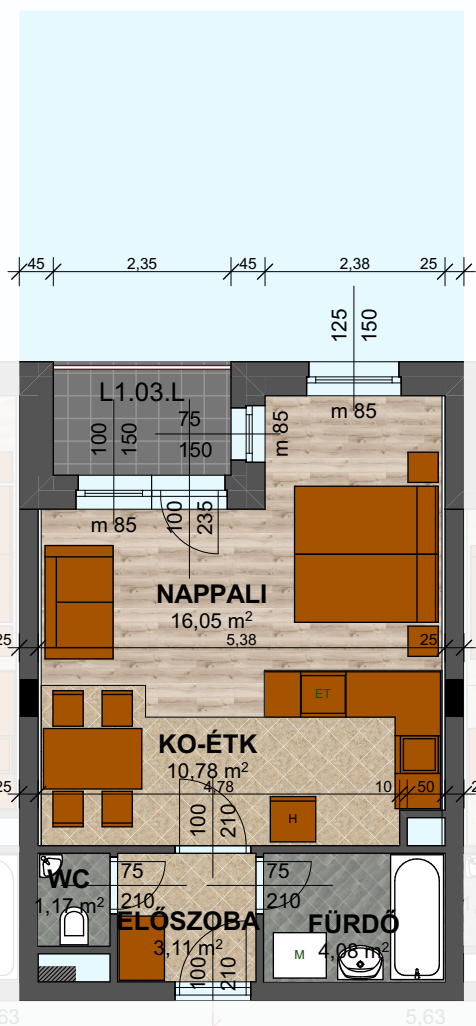 45 2,35 45 2,38 25
125 150
L1.03.L
m 85
75
150
m 85
100 150
m 85
100 235
NAPPALI
16,05 m²
25 5,38 25
ET
KO-ÉTK
10,78 m²
25 4,78 10 50 2
H
100 210
WC
1,17 m²
75
210
ELŐSZOBA
3,11 m²
75
210
FÜRDŐ
4,08 m²
M
100 210
63 5,63